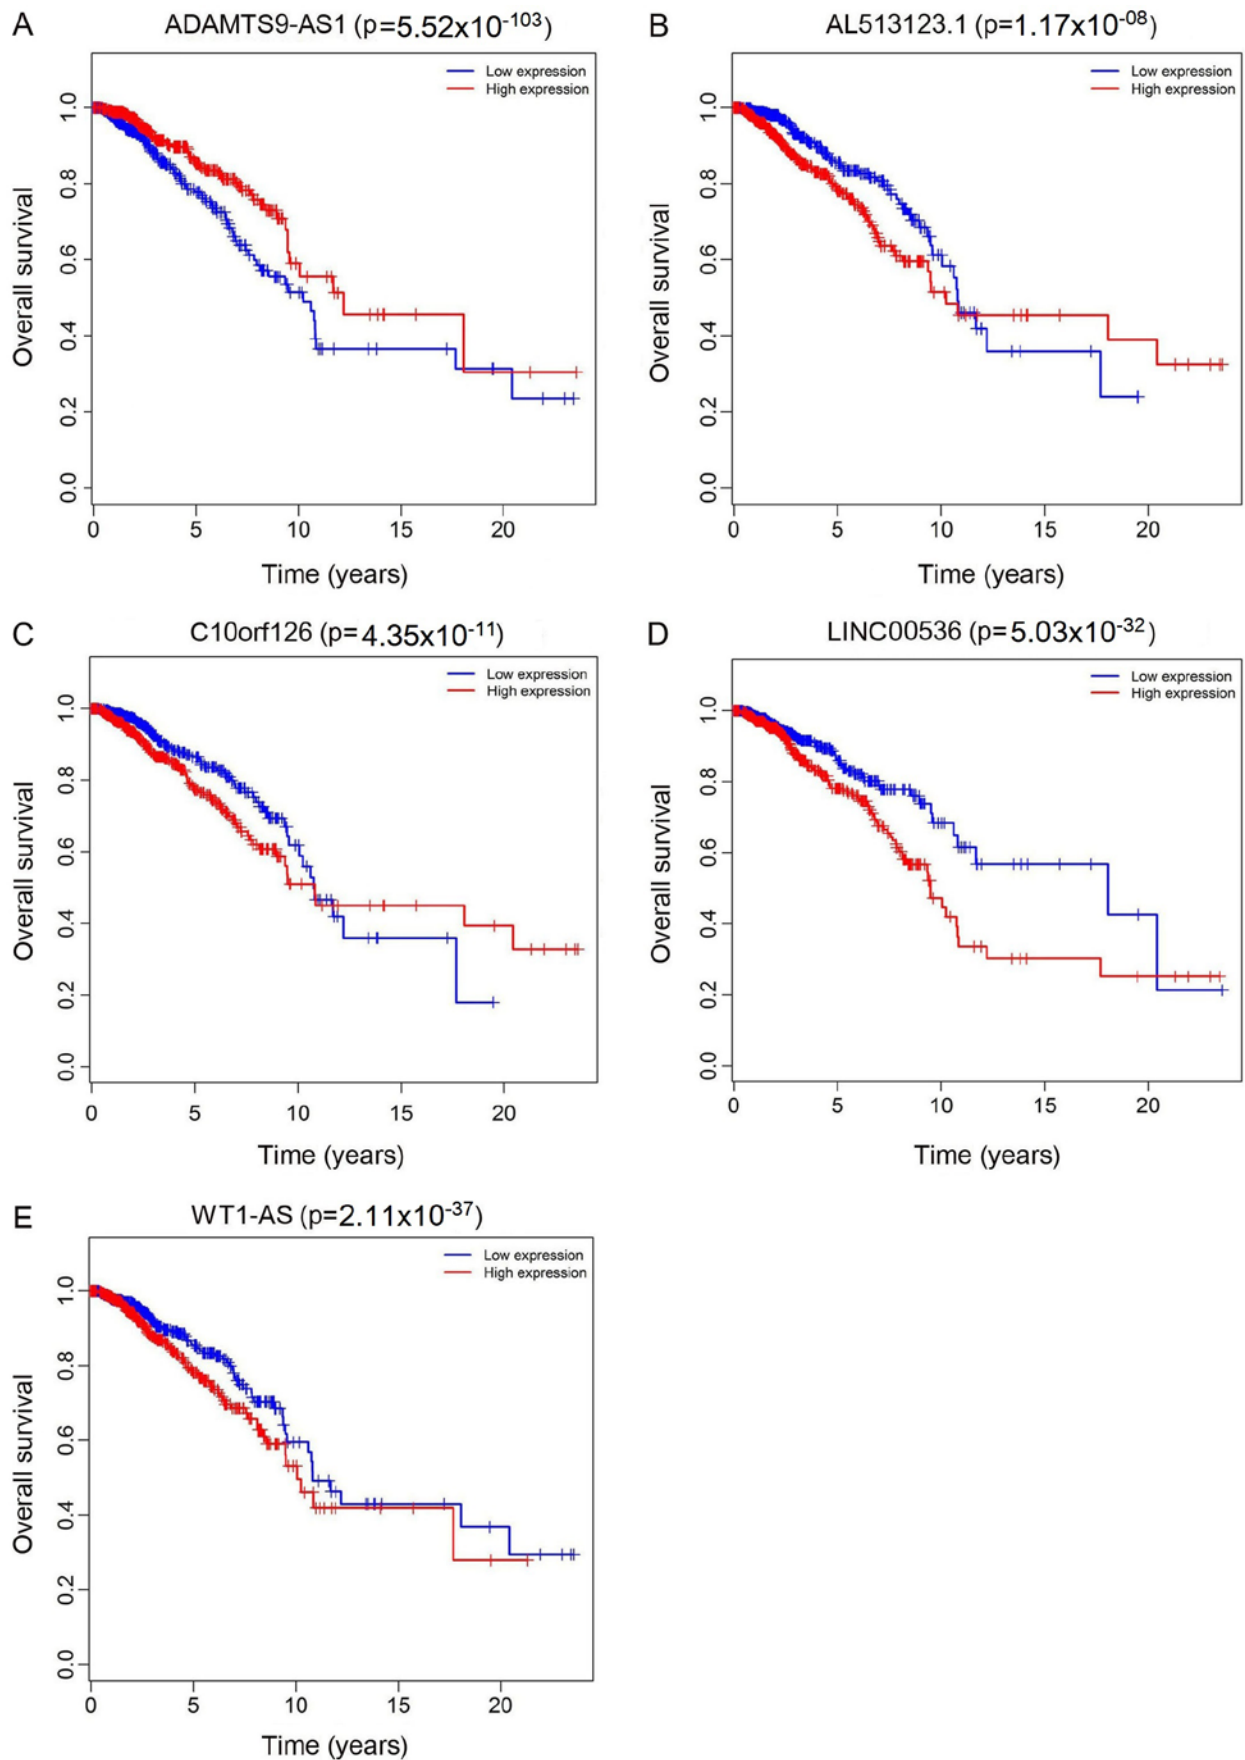 A
ADAMTS9-AS1 (p=5.52x10-103)
Low expression
High expression
Overall survival
1.0
0.8
0.6
0.4
0.2
0.0
0 5 10 15 20
Time (years)
B
AL513123.1 (p=1.17x10-08)
Low expression
High expression
Overall survival
1.0
0.8
0.6
0.4
0.2
0.0
0 5 10 15 20
Time (years)
C
C10orf126 (p=4.35x10-11)
Low expression
High expression
Overall survival
1.0
0.8
0.6
0.4
0.2
0.0
0 5 10 15 20
Time (years)
D
LINC00536 (p=5.03x10-32)
Low expression
High expression
Overall survival
1.0
0.8
0.6
0.4
0.2
0.0
0 5 10 15 20
Time (years)
E
WT1-AS (p=2.11x10-37)
Low expression
High expression
Overall survival
1.0
0.8
0.6
0.4
0.2
0.0
0 5 10 15 20
Time (years)